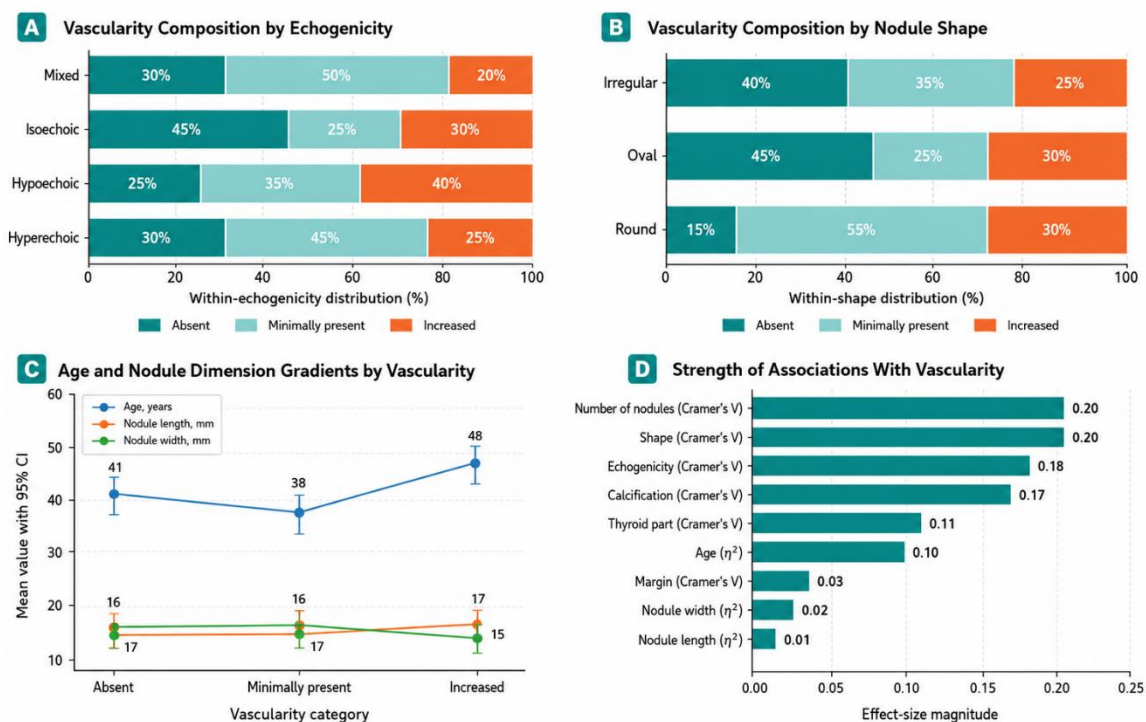 A Vascularity Composition by Echogenicity
Mixed 30% 50% 20%
Isoechoic 45% 25% 30%
Hypoechoic 25% 35% 40%
Hyperechoic 30% 45% 25%
0 20 40 60 80 100
Within-echogenicity distribution (%)
Absent Minimally present Increased
B Vascularity Composition by Nodule Shape
Irregular 40% 35% 25%
Oval 45% 25% 30%
Round 15% 55% 30%
0 20 40 60 80 100
Within-shape distribution (%)
Absent Minimally present Increased
C Age and Nodule Dimension Gradients by Vascularity
Mean value with 95% CI
60
50
40
30
20
10
Age, years
Nodule length, mm
Nodule width, mm
41 38 48
16 16 17
17 17 15
Absent Minimally present Increased
Vascularity category
D Strength of Associations With Vascularity
Number of nodules (Cramer's V) 0.20
Shape (Cramer's V) 0.20
Echogenicity (Cramer's V) 0.18
Calcification (Cramer's V) 0.17
Thyroid part (Cramer's V) 0.11
Age (η²) 0.10
Margin (Cramer's V) 0.03
Nodule width (η²) 0.02
Nodule length (η²) 0.01
0.00 0.05 0.10 0.15 0.20 0.25
Effect-size magnitude